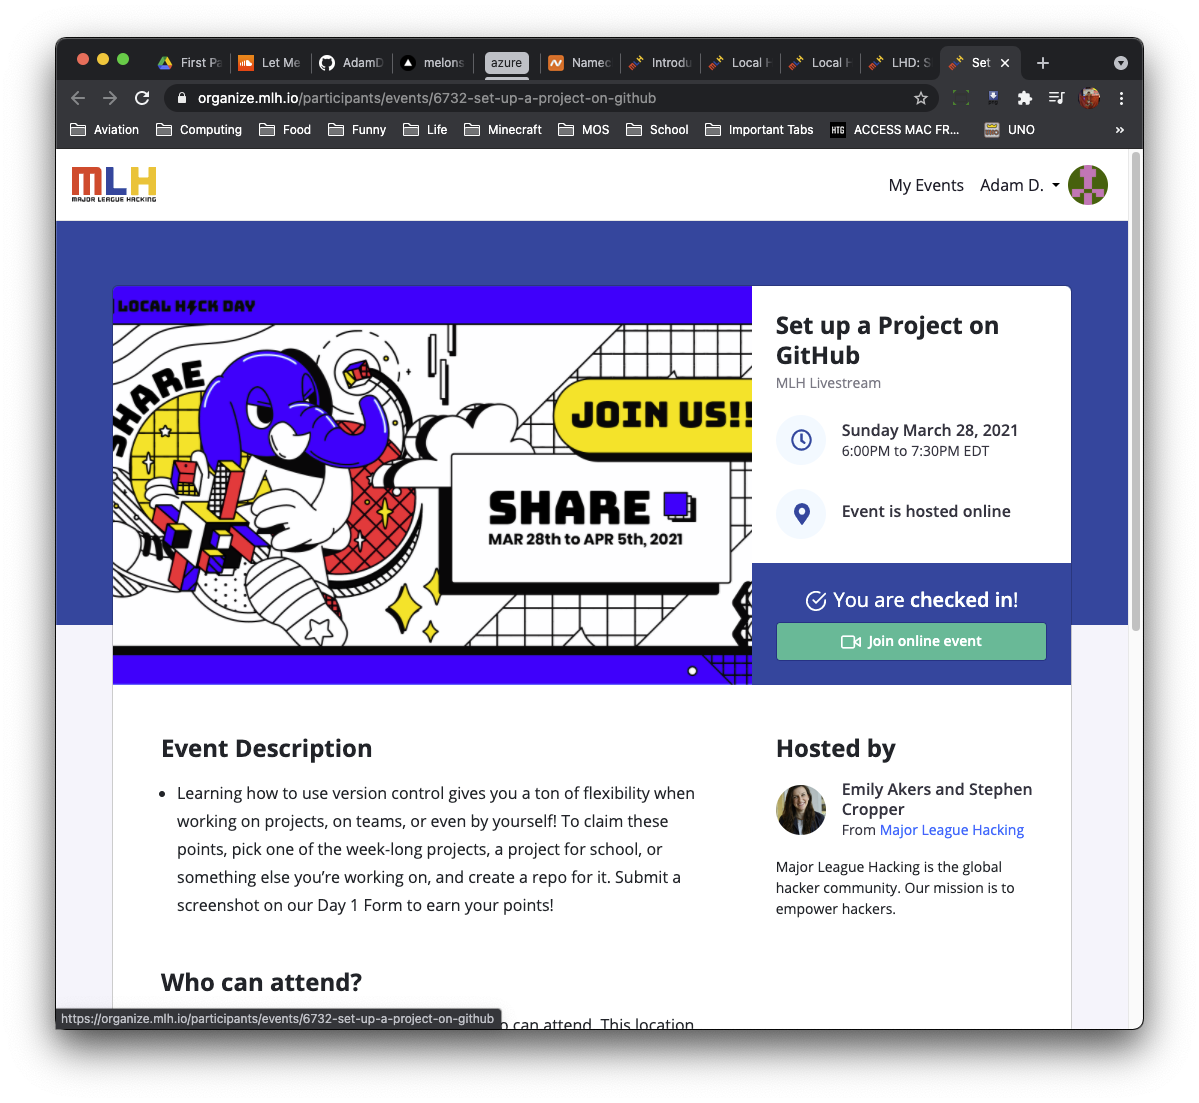 First Pa
Let Me
AdamD
melons
azure
Namec
Introdu
Local H
Local H
LHD: S
Set
organize.mlh.io/participants/events/6732-set-up-a-project-on-github
Aviation
Computing
Food
Funny
Life
Minecraft
MOS
School
Important Tabs
HTG
ACCESS MAC FR...
UNO
»
MLH
MAJOR LEAGUE HACKING
My Events
Adam D.
LOCAL HACK DAY
SHARE
JOIN US!!
SHARE
MAR 28th to APR 5th, 2021
Set up a Project on
GitHub
MLH Livestream
Sunday March 28, 2021
6:00PM to 7:30PM EDT
Event is hosted online
You are checked in!
Join online event
Event Description
• Learning how to use version control gives you a ton of flexibility when
working on projects, on teams, or even by yourself! To claim these
points, pick one of the week-long projects, a project for school, or
something else you’re working on, and create a repo for it. Submit a
screenshot on our Day 1 Form to earn your points!
Hosted by
Emily Akers and Stephen
Cropper
From Major League Hacking
Major League Hacking is the global
hacker community. Our mission is to
empower hackers.
Who can attend?
o can attend. This location
https://organize.mlh.io/participants/events/6732-set-up-a-project-on-github